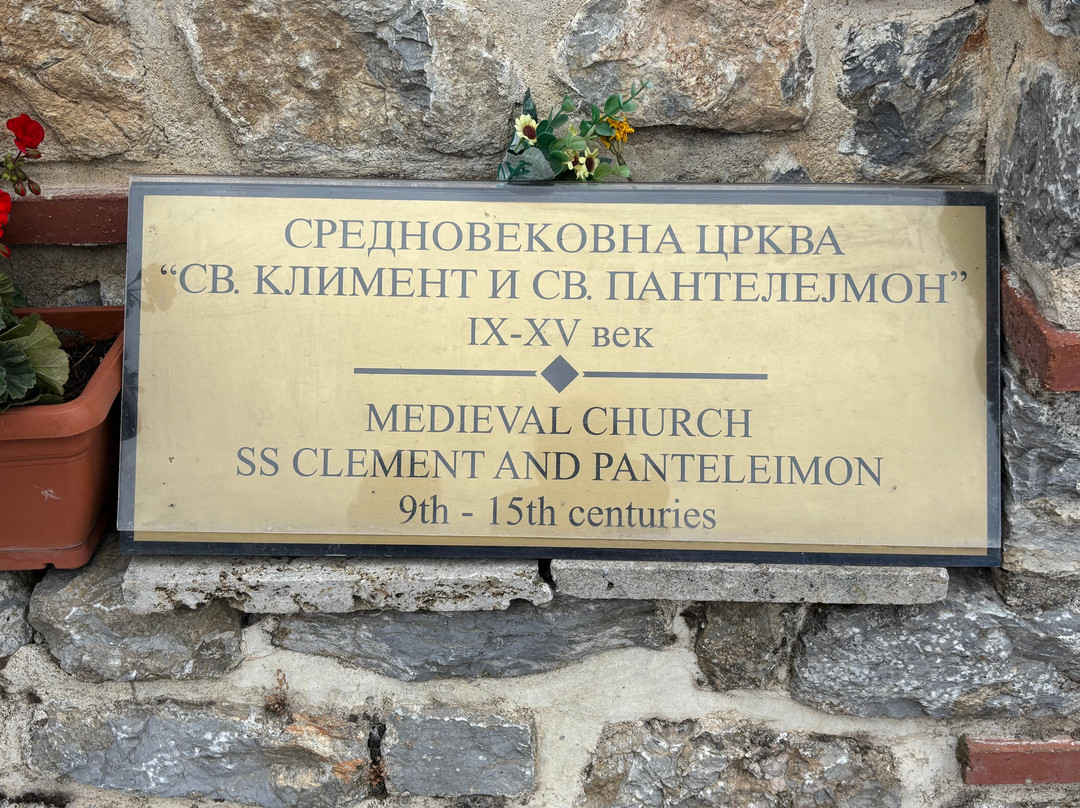 СРЕДНОВЕКОВНА ЦРКВА
“СВ. КЛИМЕНТ И СВ. ПАНТЕЛЕЈМОН”
IX-XV век
MEDIEVAL CHURCH
SS CLEMENT AND PANTELEIMON
9th - 15th centuries